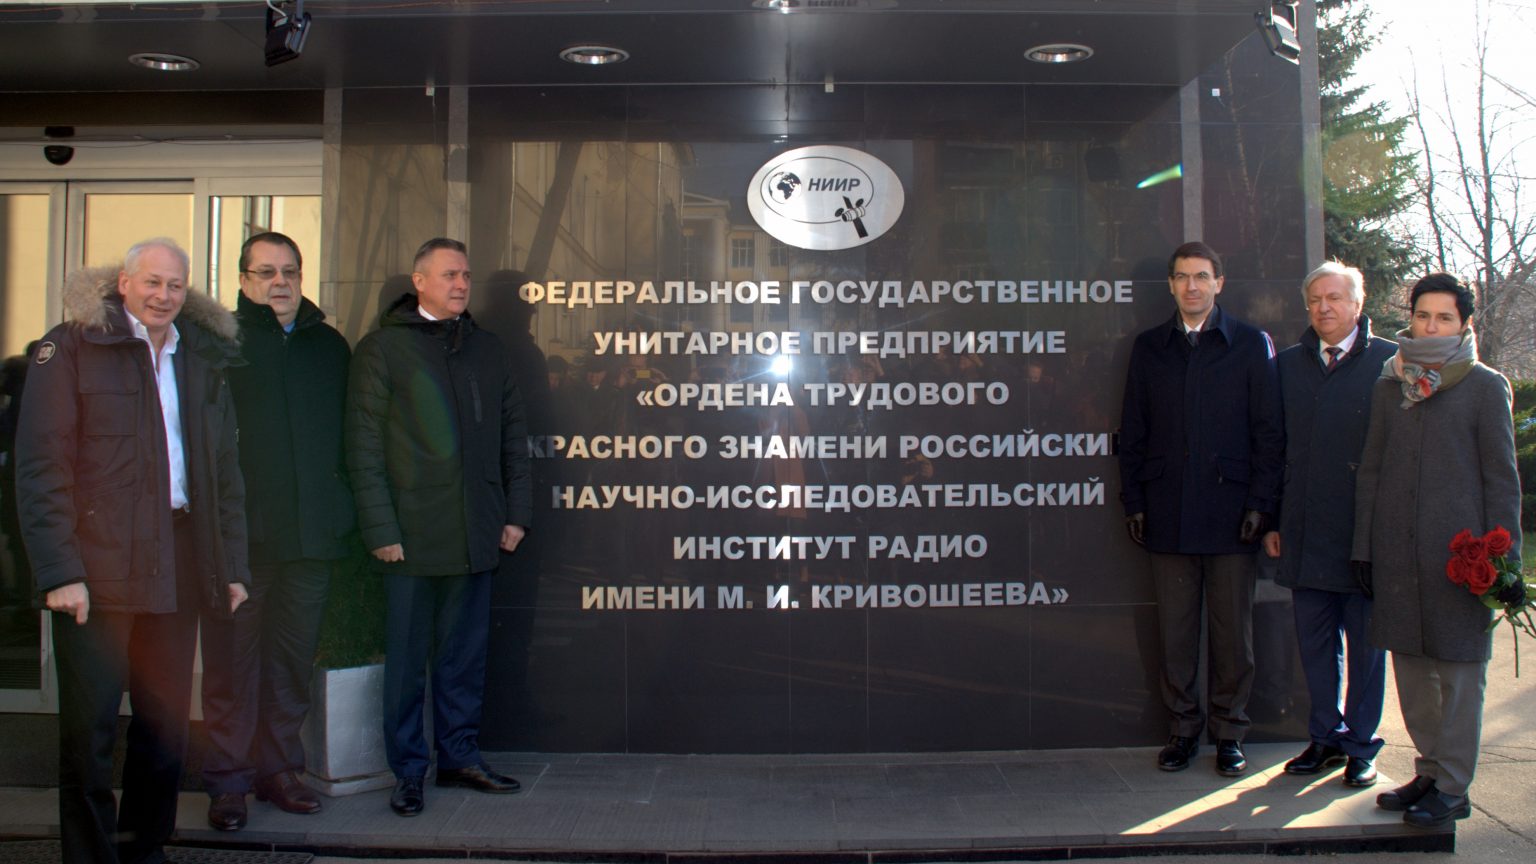 НИИР
ФЕДЕРАЛЬНОЕ ГОСУДАРСТВЕННОЕ
УНИТАРНОЕ ПРЕДПРИЯТИЕ
«ОРДЕНА ТРУДОВОГО
КРАСНОГО ЗНАМЕНИ РОССИЙСКИЙ
НАУЧНО-ИССЛЕДОВАТЕЛЬСКИЙ
ИНСТИТУТ РАДИО
ИМЕНИ М. И. КРИВОШЕЕВА»